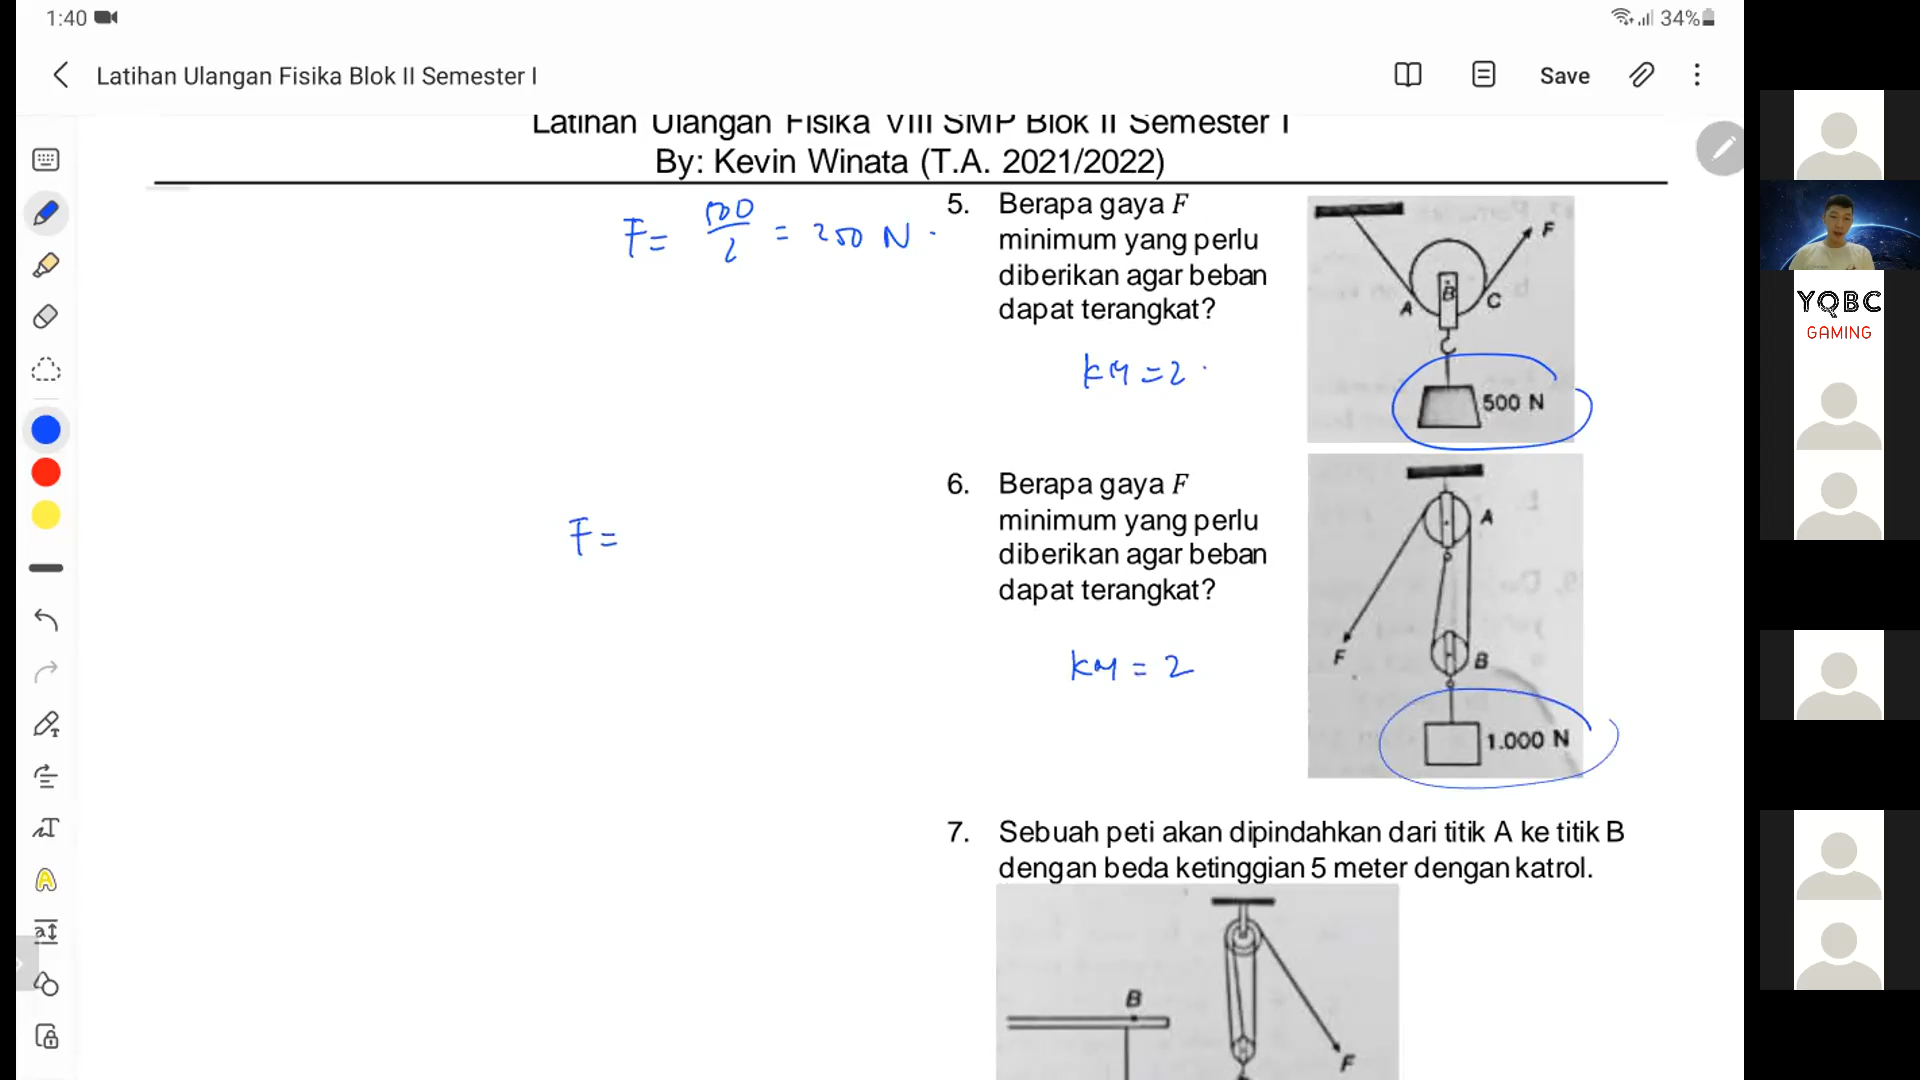 1:40
34%
Latihan Ulangan Fisika Blok II Semester I
Save
Latihan Ulangan Fisika VIII SMP Blok II Semester I
By: Kevin Winata (T.A. 2021/2022)
F = 500/2 = 250 N.
5. Berapa gaya F
minimum yang perlu
diberikan agar beban
dapat terangkat?
KM = 2.
F
A
B
C
500 N
6. Berapa gaya F
minimum yang perlu
diberikan agar beban
dapat terangkat?
F =
KM = 2
A
F
B
1.000 N
7. Sebuah peti akan dipindahkan dari titik A ke titik B
dengan beda ketinggian 5 meter dengan katrol.
B
F
YQBC
GAMING